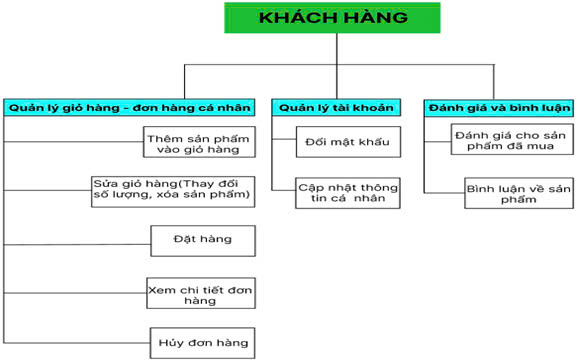 KHÁCH HÀNG
Quản lý giỏ hàng - đơn hàng cá nhân
Thêm sản phẩm
vào giỏ hàng
Sửa giỏ hàng(Thay đổi
số lượng, xóa sản phẩm)
Đặt hàng
Xem chi tiết đơn
hàng
Hủy đơn hàng
Quản lý tài khoản
Đổi mật khẩu
Cập nhật thông
tin cá nhân
Đánh giá và bình luận
Đánh giá cho sản
phẩm đã mua
Bình luận về sản
phẩm